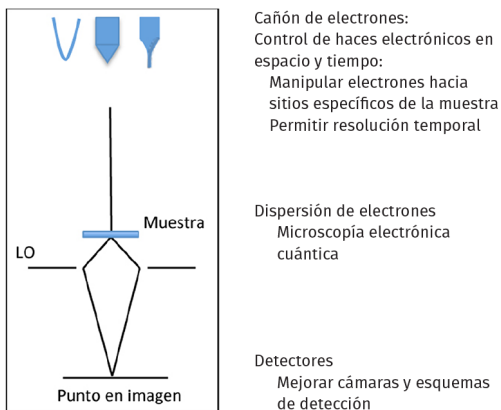 Cañón de electrones:
Control de haces electrónicos en
espacio y tiempo:
Manipular electrones hacia
sitios específicos de la muestra
Permitir resolución temporal
Muestra
LO
Dispersión de electrones
Microscopía electrónica
cuántica
Punto en imagen
Detectores
Mejorar cámaras y esquemas
de detección